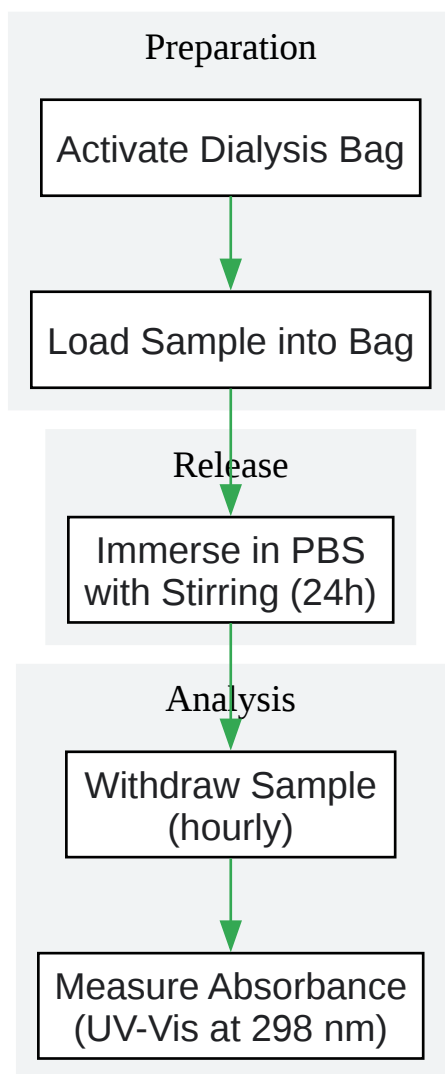 Preparation
Activate Dialysis Bag
Load Sample into Bag
Release
Immerse in PBS
with Stirring (24h)
Analysis
Withdraw Sample
(hourly)
Measure Absorbance
(UV-Vis at 298 nm)